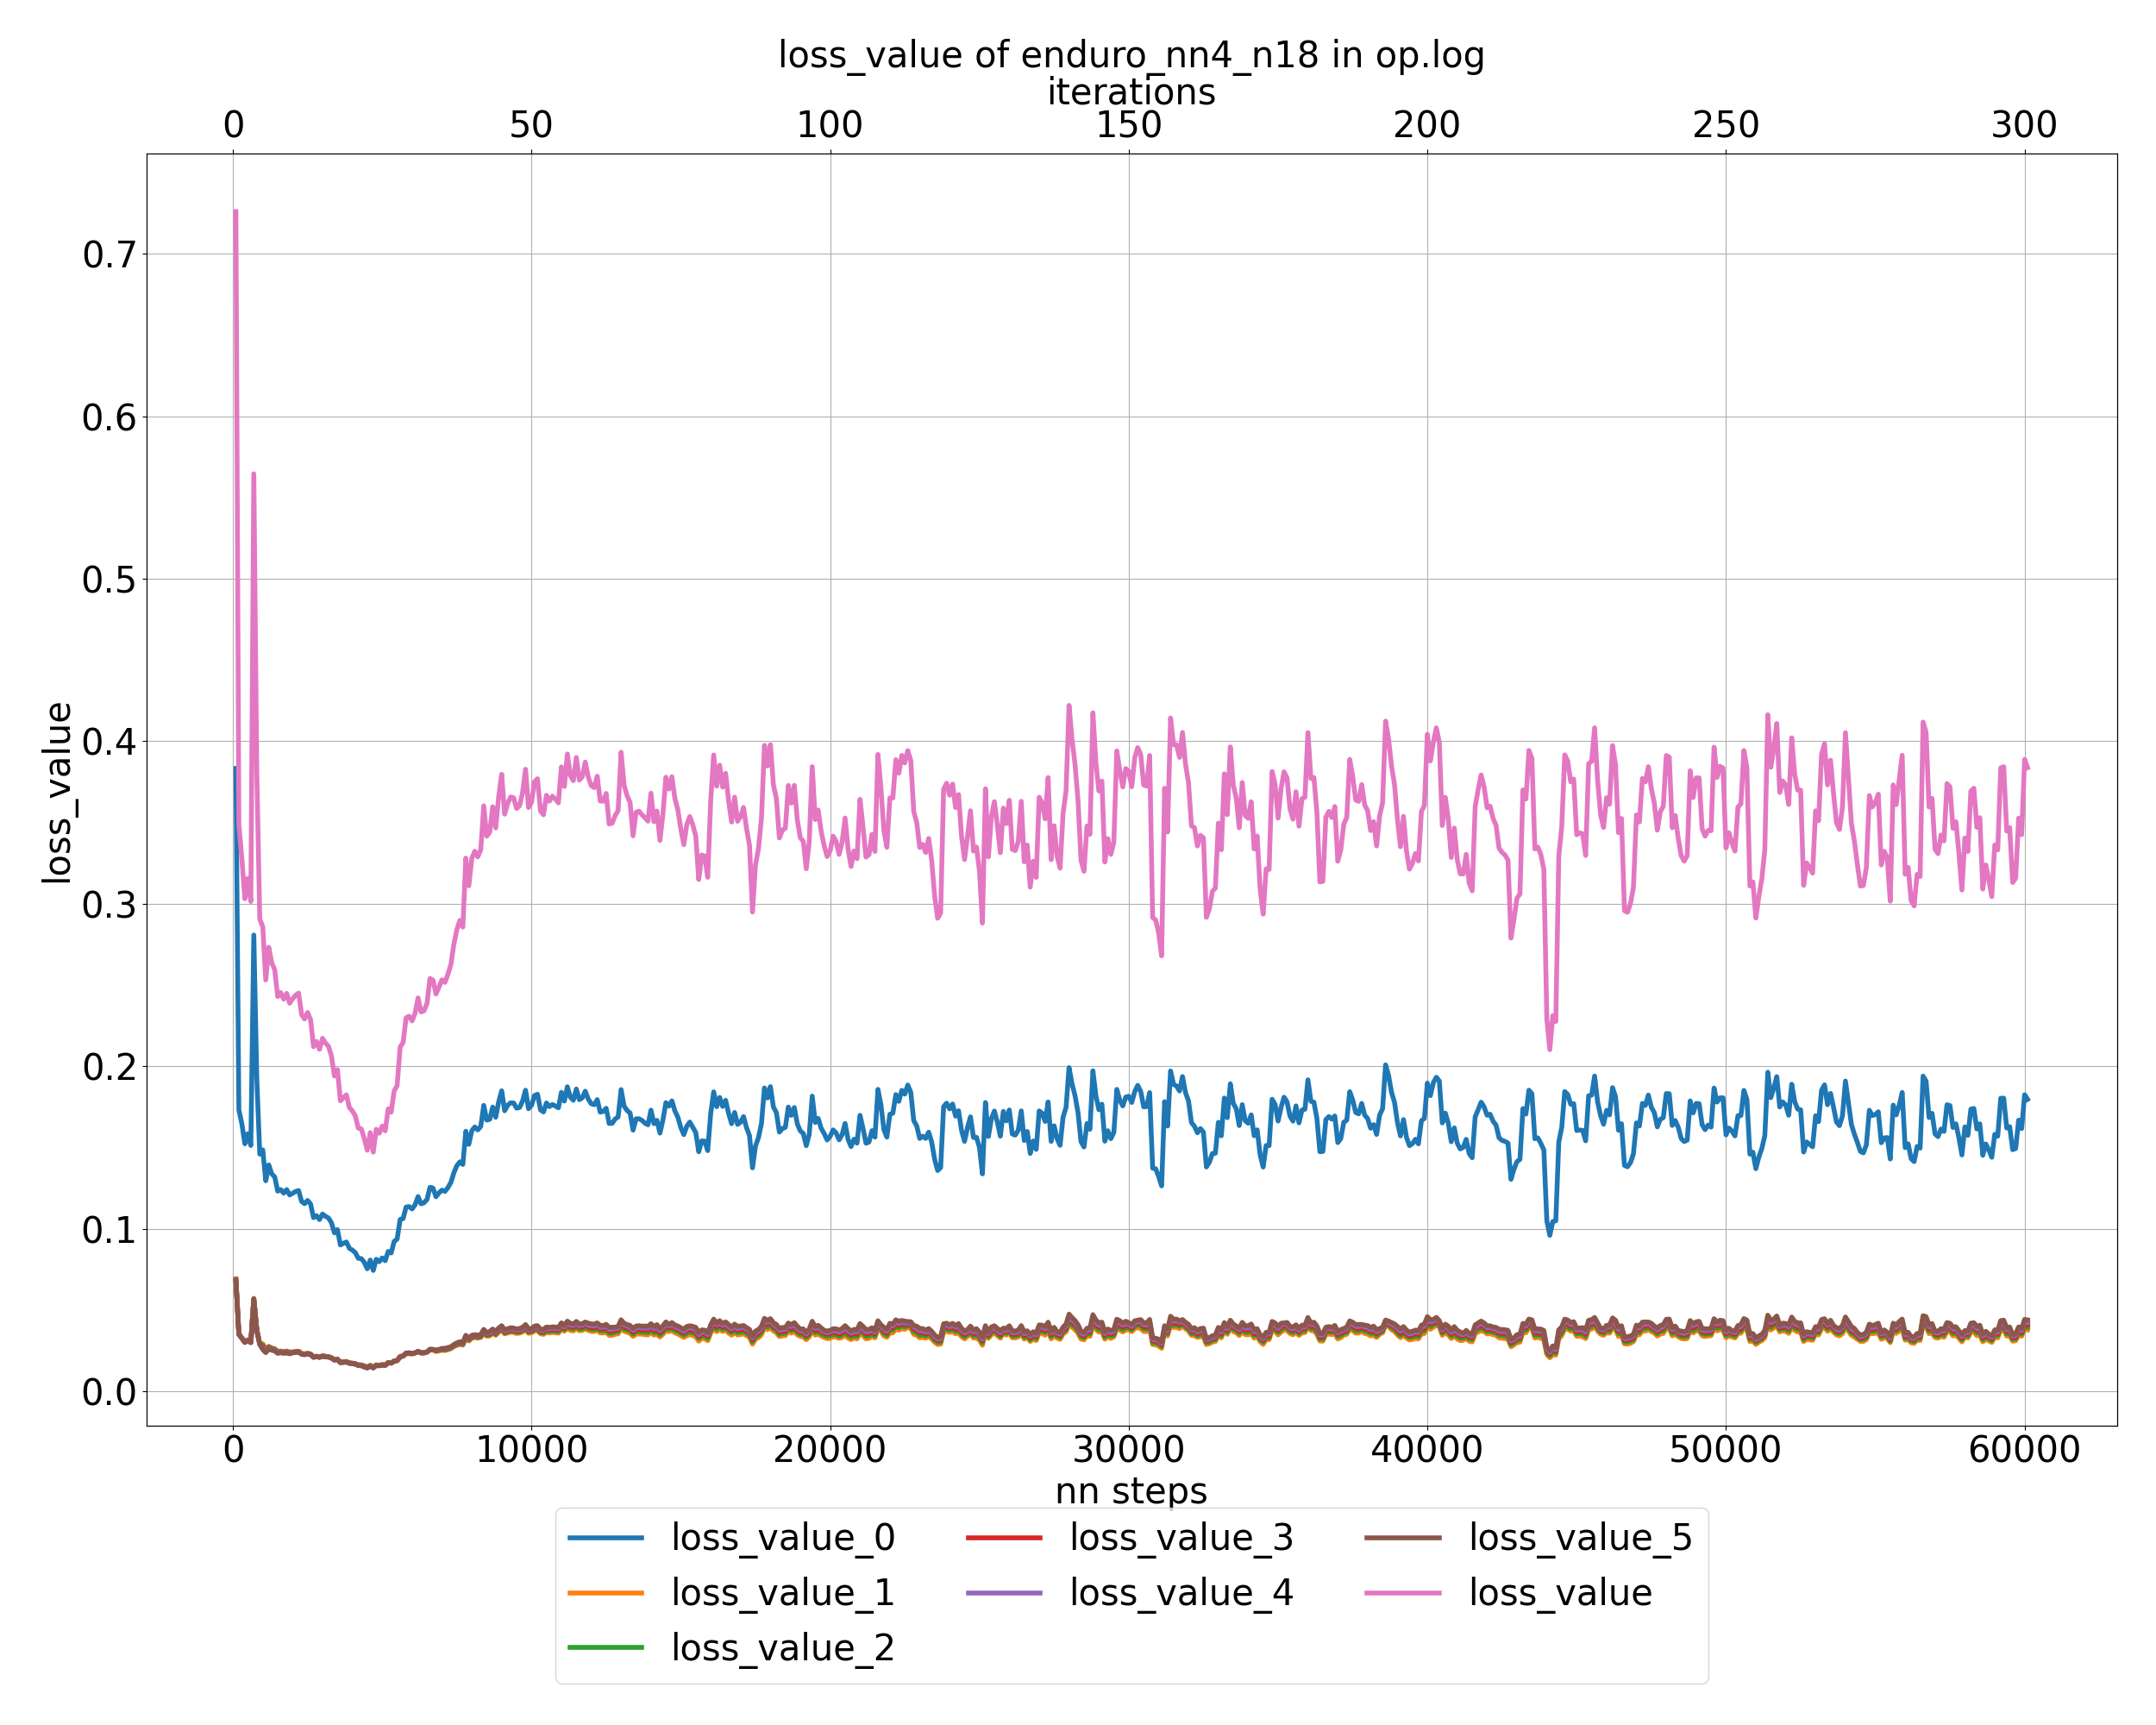 loss_value of enduro_nn4_n18 in op.log
iterations
0 50 100 150 200 250 300
0.7
0.6
0.5
0.4
0.3
0.2
0.1
0.0
loss_value
0 10000 20000 30000 40000 50000 60000
nn steps
loss_value_0 loss_value_3 loss_value_5
loss_value_1 loss_value_4 loss_value
loss_value_2